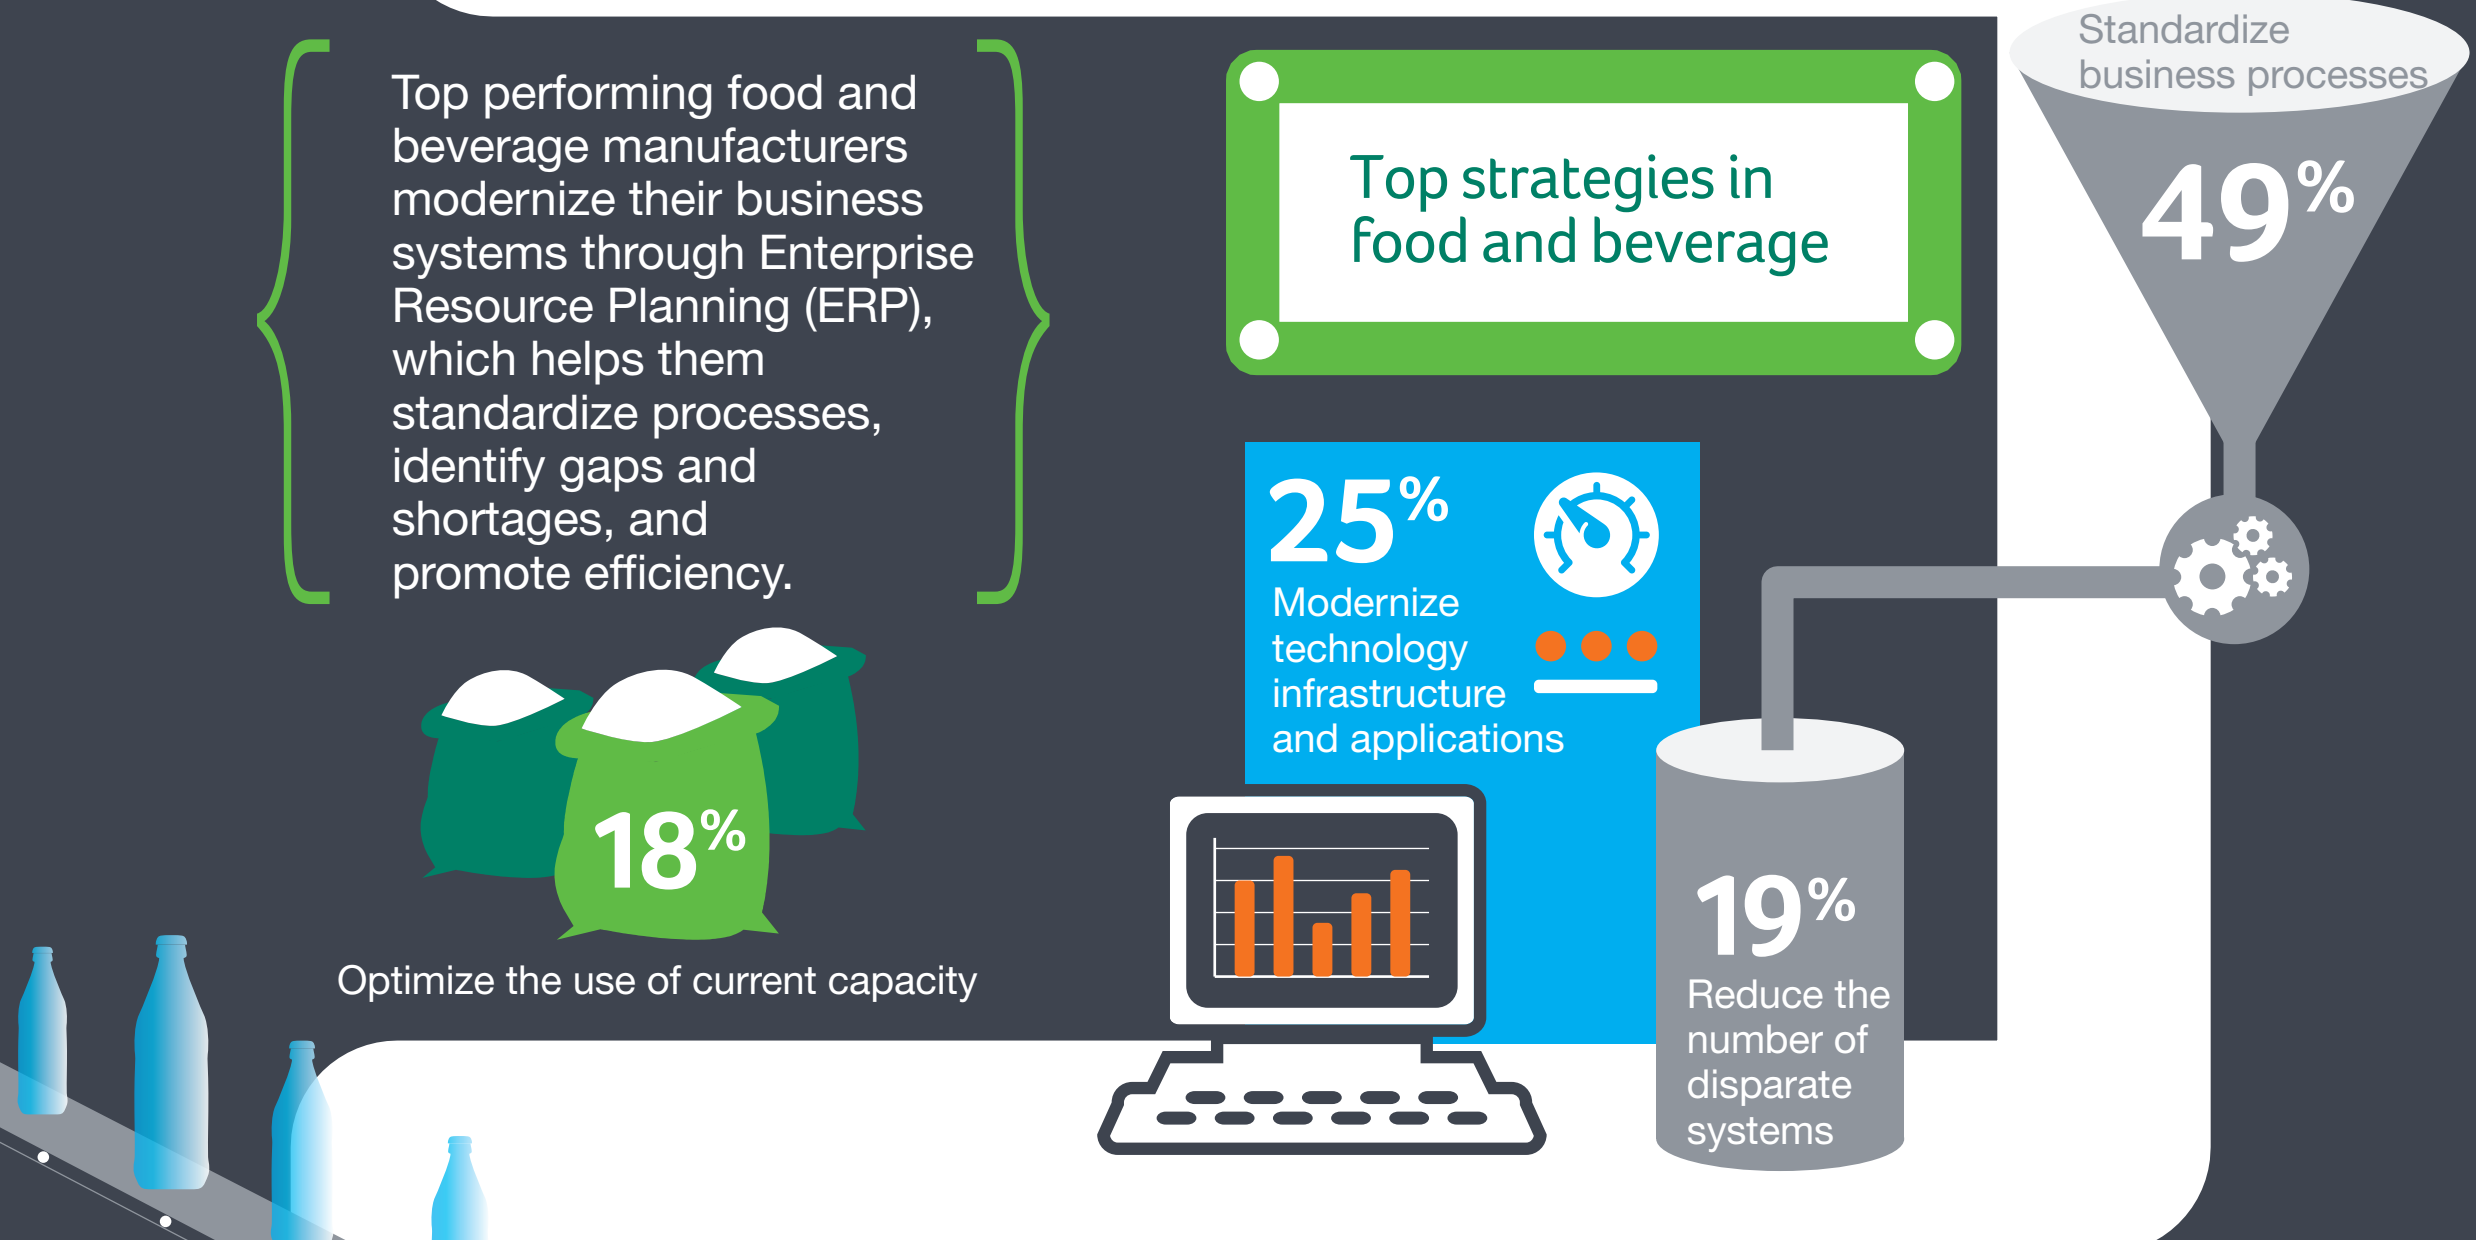 Top performing food and
beverage manufacturers
modernize their business
systems through Enterprise
Resource Planning (ERP),
which helps them
standardize processes,
identify gaps and
shortages, and
promote efficiency.
Top strategies in
food and beverage
Standardize
business processes
49%
25%
Modernize
technology
infrastructure
and applications
19%
Reduce the
number of
disparate
systems
18%
Optimize the use of current capacity